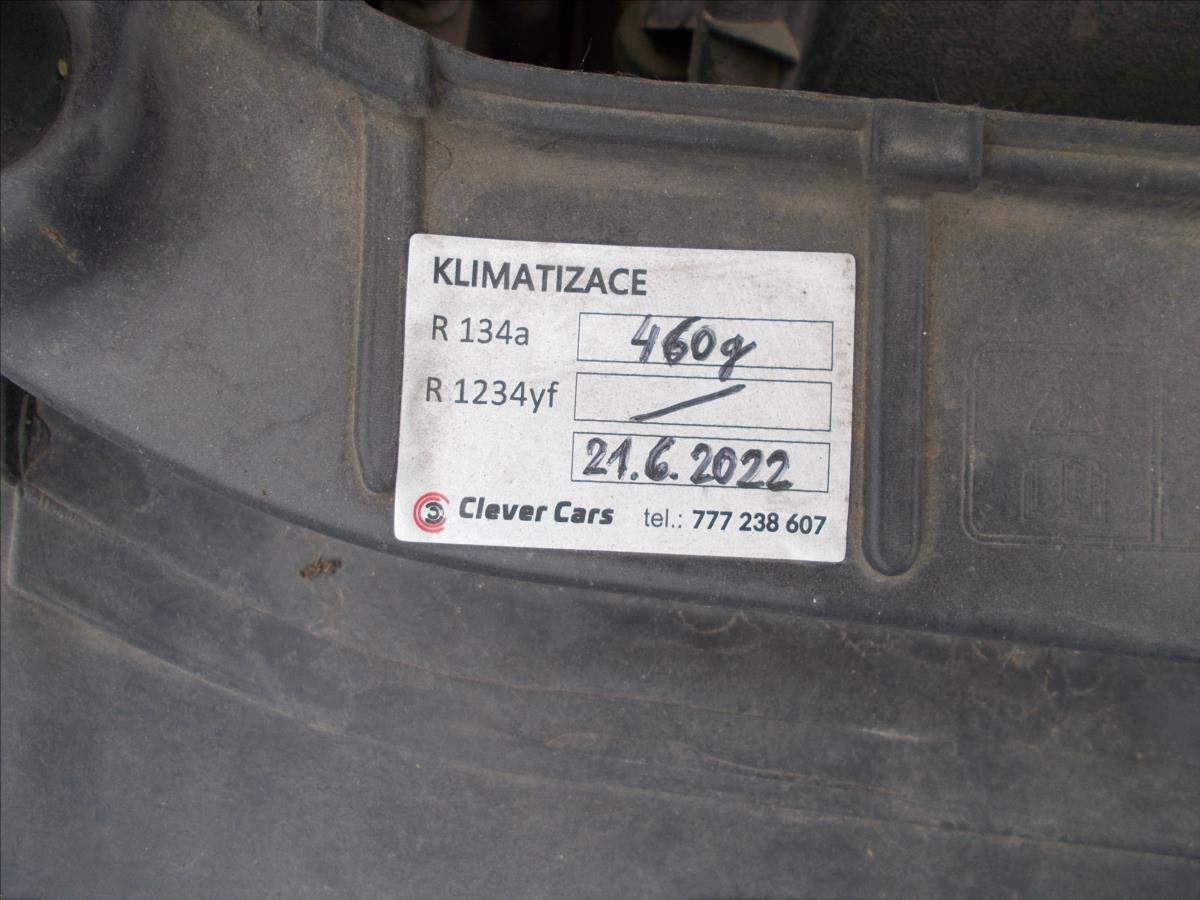 KLIMATIZACE
R 134a 460g
R 1234yf —
21.6.2022
Clever Cars tel.: 777 238 607